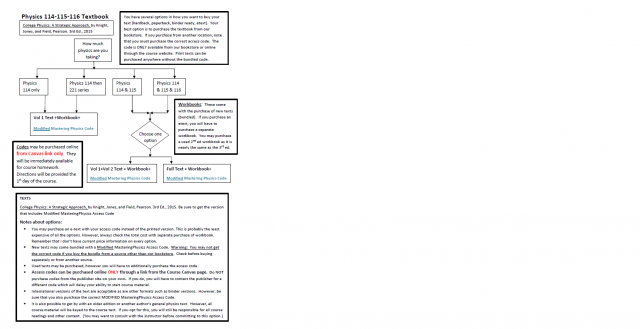 Physics 114-115-116 Textbook
College Physics: A Strategic Approach, by Knight,
Jones, and Field, Pearson. 3rd Ed., 2015
You have several options in how you want to buy your
text (hardback, paperback, binder ready, etext). Your
best option is to purchase the textbook from our
bookstore. If you purchase from another location, note
that you must purchase the correct access code. The
code is ONLY available from our bookstore or online
through the course website. Print texts can be
purchased anywhere without the bundled code.
How much
physics are you
taking?
Physics
114 only
Physics 114 then
221 series
Physics
114 & 115
Physics 114
& 115 & 116
Vol 1 Text +Workbook+
Modified Mastering Physics Code
Workbooks: These come
with the purchase of new texts
(bundled). If you purchase an
etext, you will have to
purchase a separate
workbook. You may purchase
a used 2nd ed workbook as it is
nearly the same as the 3rd ed.
Choose one
option
Codes may be purchased online
from Canvas link only. They
will be immediately available
for course homework.
Directions will be provided the
1st day of the course.
Vol 1+Vol 2 Text + Workbook+
Modified Mastering Physics Code
Full Text + Workbook+
Modified Mastering Physics Code
TEXTS
College Physics: A Strategic Approach, by Knight, Jones, and Field, Pearson. 3rd Ed., 2015. Be sure to get the version
that includes Modified MasteringPhysics Access Code
Notes about options:
• You may purchase an e-text with your access code instead of the printed version. This is probably the least
expensive of all the options. However, always check the total cost with separate purchase of workbook.
Remember that I don't have current price information on every option.
• New texts may come bundled with a Modified MasteringPhysics Access Code. Warning: You may not get
the correct code if you buy the bundle from a source other than our bookstore. Check before buying
separately or from another source.
• Used texts may be purchased, however you will have to additionally purchase the access code.
• Access codes can be purchased online ONLY through a link from the Course Canvas page. Do NOT
purchase codes from the publisher site on your own. If you do, you will have to contact the publisher for a
different code which will delay your ability to start course material.
• International versions of the text are acceptable as are other formats such as binder versions. However, be
sure that you also purchase the correct MODIFIED MasteringPhysics Access Code.
• It is also possible to get by with an older edition or another author's general physics text. However, all
course material will be keyed to the course text. If you opt for this, you will still be responsible for all course
readings and other content. (You may want to consult with the instructor before committing to this option.)